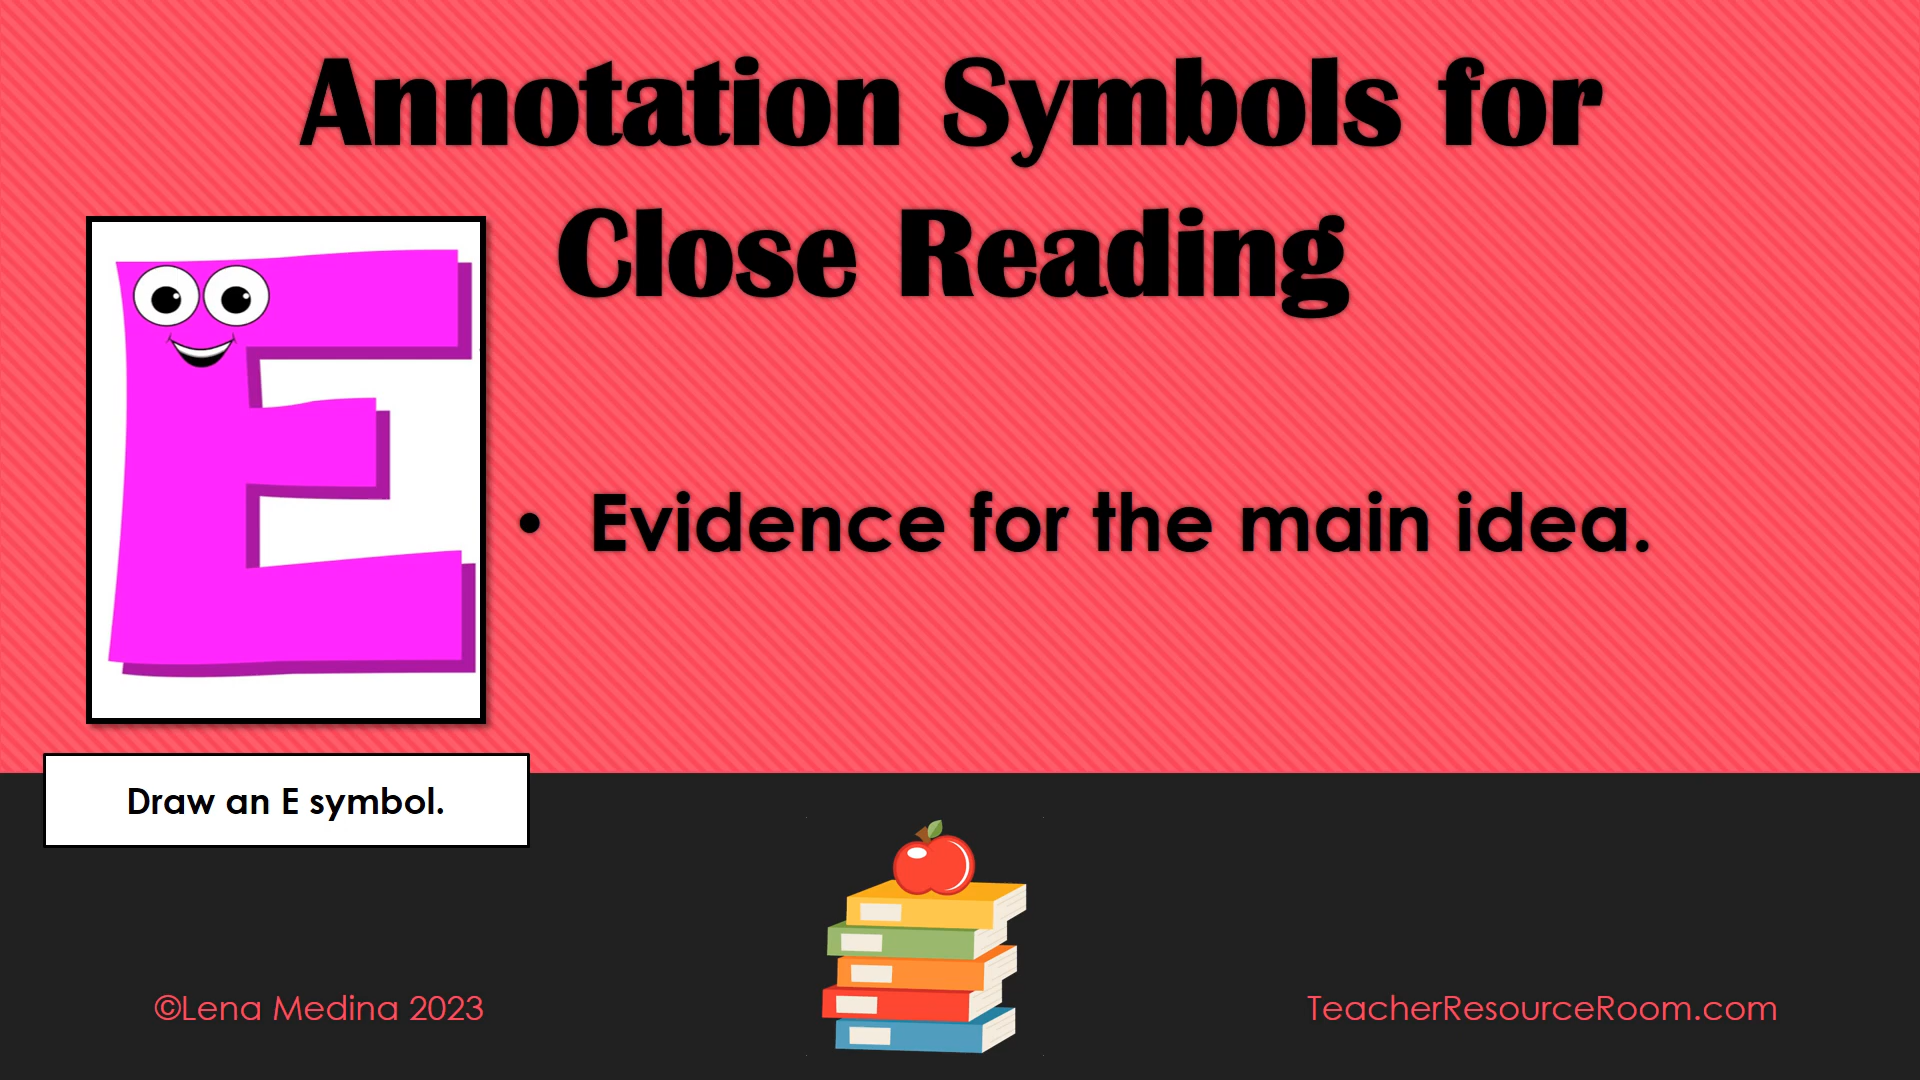 Annotation Symbols for
Close Reading
E
• Evidence for the main idea.
Draw an E symbol.
©Lena Medina 2023
TeacherResourceRoom.com